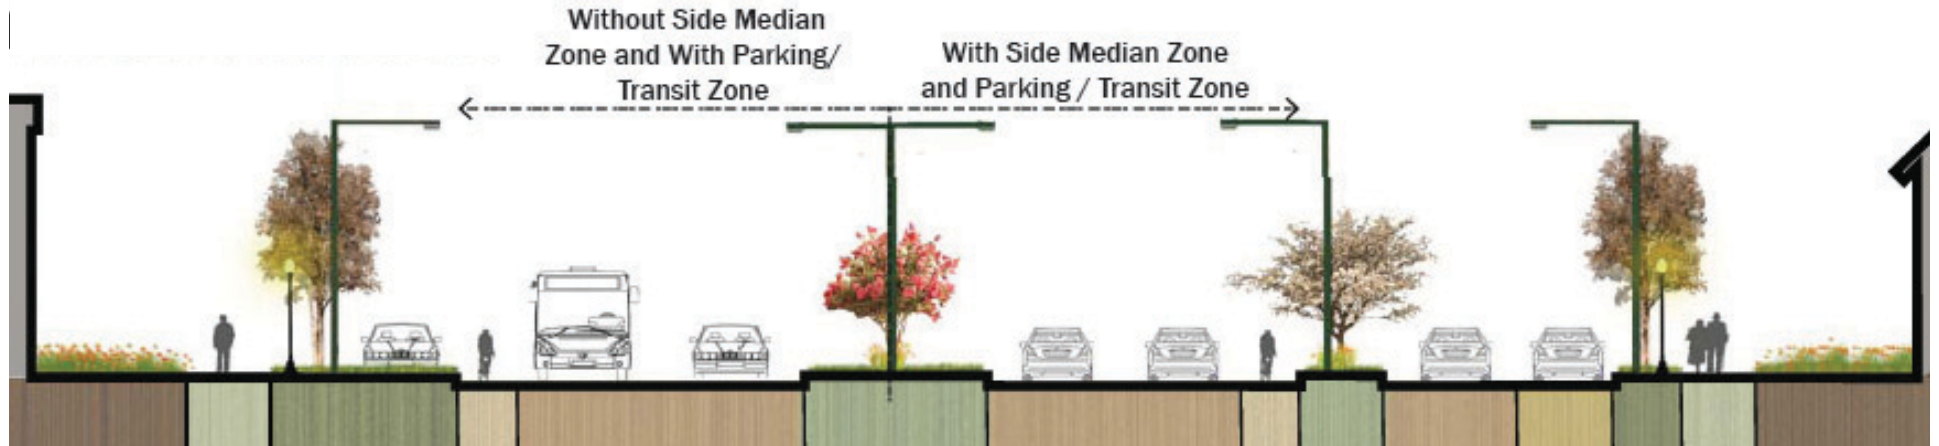 Without Side Median
Zone and With Parking/
Transit Zone
With Side Median Zone
and Parking / Transit Zone